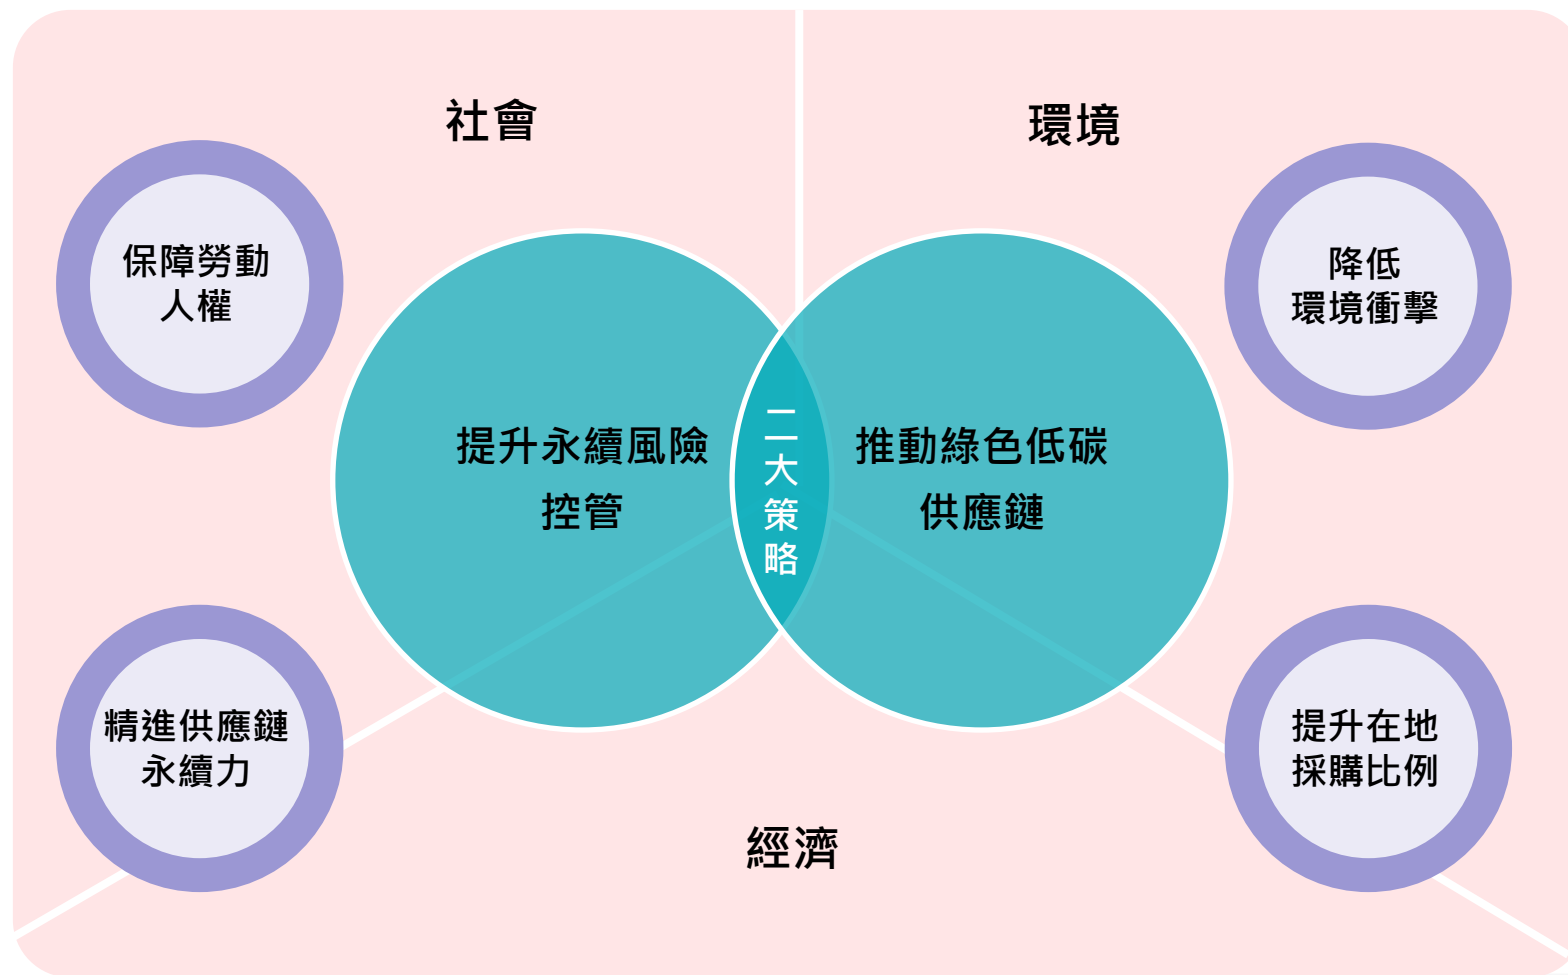 社會
環境
保障勞動
人權
降低
環境衝擊
提升永續風險
控管
二大策略
推動綠色低碳
供應鏈
精進供應鏈
永續力
提升在地
採購比例
經濟